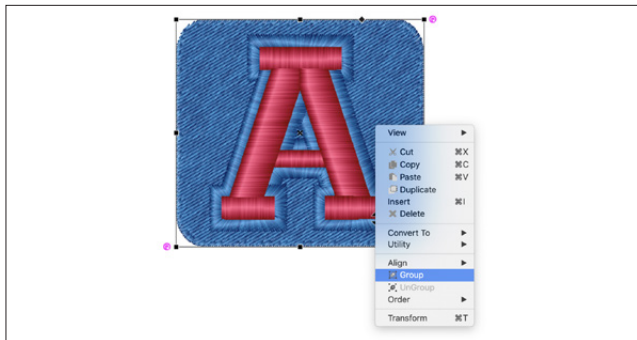 A
View
Cut ⌘X
Copy ⌘C
Paste ⌘V
Duplicate
Insert ⌘I
Delete
Convert To
Utility
Align
Group
UnGroup
Order
Transform ⌘T